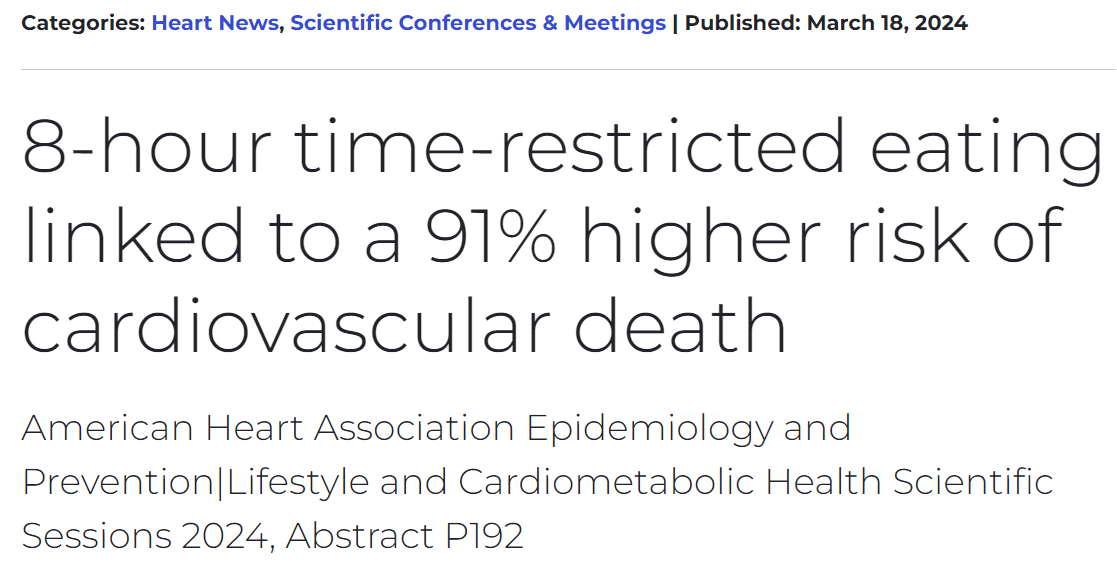 Categories: Heart News, Scientific Conferences & Meetings | Published: March 18, 2024
8-hour time-restricted eating
linked to a 91% higher risk of
cardiovascular death
American Heart Association Epidemiology and
Prevention|Lifestyle and Cardiometabolic Health Scientific
Sessions 2024, Abstract P192